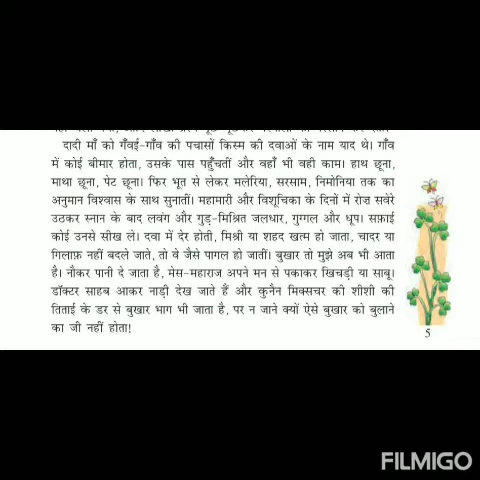 दादी माँ को गँवई-गाँव की पचासों किस्म की दवाओं के नाम याद थे। गाँव
में कोई बीमार होता, उसके पास पहुँचतीं और वहाँ भी वही काम। हाथ छूना,
माथा छूना, पेट छूना। फिर भूत से लेकर मलेरिया, सरसाम, निमोनिया तक का
अनुमान विश्वास के साथ सुनातीं। महामारी और विशूचिका के दिनों में रोज़ सवेरे
उठकर स्नान के बाद लवंग और गुड़-मिश्रित जलधार, गुग्गल और धूप। सफ़ाई
कोई उनसे सीख ले। दवा में देर होती, मिश्री या शहद खत्म हो जाता, चादर या
गिलाफ़ नहीं बदले जाते, तो वे जैसे पागल हो जातीं। बुखार तो मुझे अब भी आता
है। नौकर पानी दे जाता है, मेस-महाराज अपने मन से पकाकर खिचड़ी या साबू।
डॉक्टर साहब आकर नाड़ी देख जाते हैं और कुनैन मिक्सचर की शीशी की
तिताई के डर से बुखार भाग भी जाता है, पर न जाने क्यों ऐसे बुखार को बुलाने
का जी नहीं होता!
5
FILMIGO